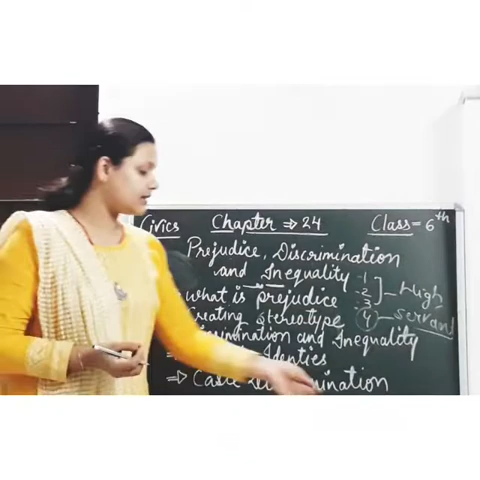 Civics Chapter ⇒ 24 Class = 6th
Prejudice, Discrimination
and Inequality
1
2 High
3
4 servant
what is prejudice
Creating stereotype
and Inequality
Identies
⇒ Caste